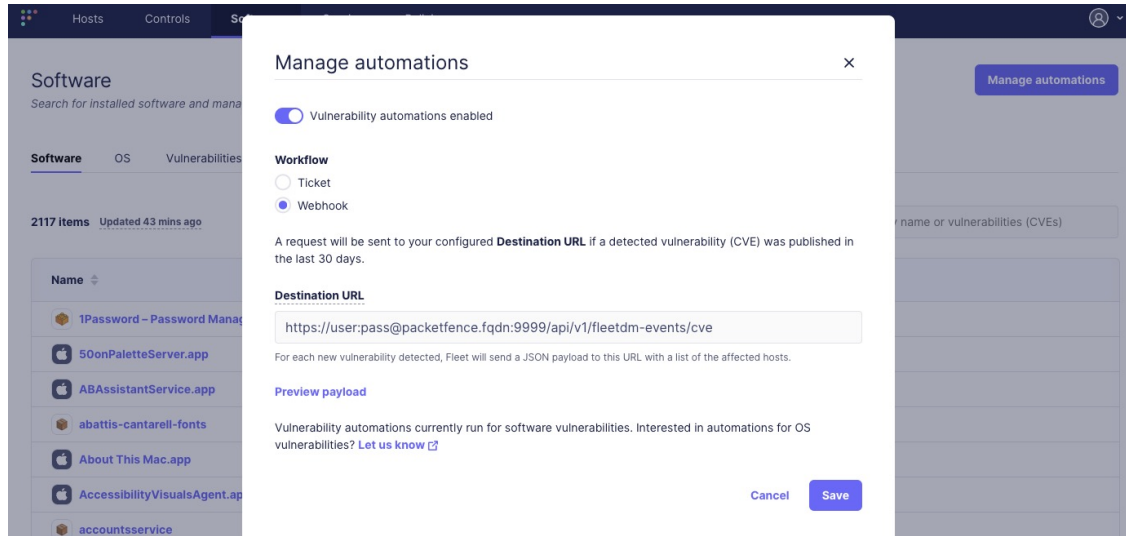 Hosts
Controls
Manage automations
Software
Search for installed software and mana
Manage automations
Vulnerability automations enabled
Software
OS
Vulnerabilities
Workflow
Ticket
Webhook
2117 items Updated 43 mins ago
name or vulnerabilities (CVEs)
A request will be sent to your configured Destination URL if a detected vulnerability (CVE) was published in
the last 30 days.
Name
Destination URL
1Password – Password Manag
https://user:pass@packetfence.fqdn:9999/api/v1/fleetdm-events/cve
50onPaletteServer.app
For each new vulnerability detected, Fleet will send a JSON payload to this URL with a list of the affected hosts.
ABAssistantService.app
Preview payload
abattis-cantarell-fonts
Vulnerability automations currently run for software vulnerabilities. Interested in automations for OS
vulnerabilities? Let us know
About This Mac.app
AccessibilityVisualsAgent.ap
Cancel
Save
accountsservice